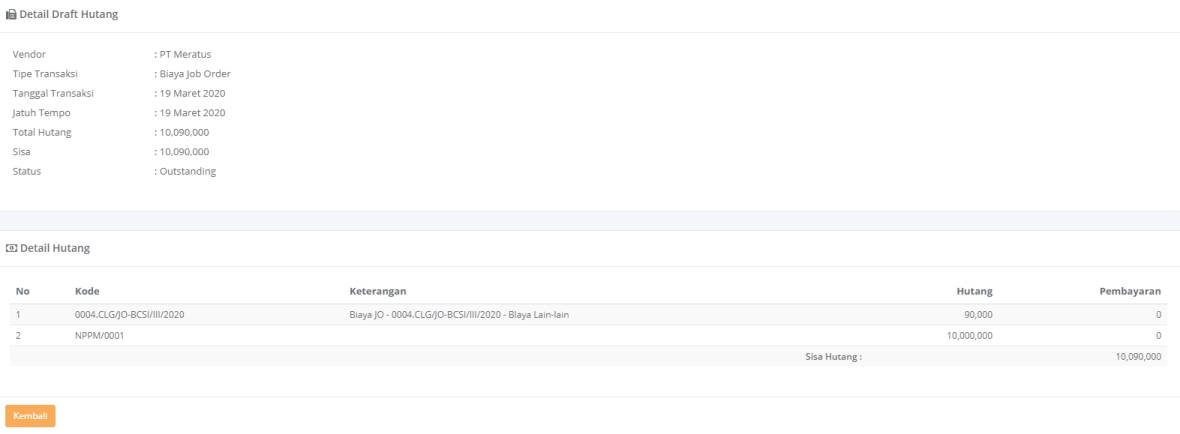 Detail Draft Hutang
Vendor : PT Meratus
Tipe Transaksi : Biaya Job Order
Tanggal Transaksi : 19 Maret 2020
Jatuh Tempo : 19 Maret 2020
Total Hutang : 10,090,000
Sisa : 10,090,000
Status : Outstanding
Detail Hutang
No Kode Keterangan Hutang Pembayaran
1 0004.CLG/JO-BCSI/III/2020 Biaya JO - 0004.CLG/JO-BCSI/III/2020 - BIaya Lain-lain 90,000 0
2 NPPM/0001 10,000,000 0
Sisa Hutang : 10,090,000
Kembali